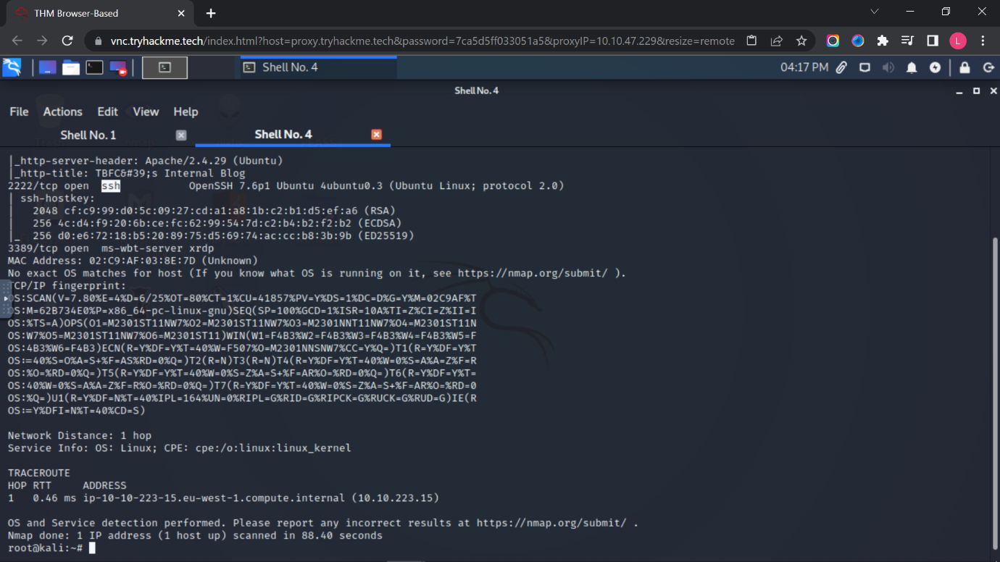 THM Browser-Based
vnc.tryhackme.tech/index.html?host=proxy.tryhackme.tech&password=7ca5d5ff033051a5&proxyIP=10.10.47.229&resize=remote
L
Shell No. 4
04:17 PM
Shell No. 4
File Actions Edit View Help
Shell No. 1
Shell No. 4
|_http-server-header: Apache/2.4.29 (Ubuntu)
|_http-title: TBFC&#39;s Internal Blog
2222/tcp open  ssh           OpenSSH 7.6p1 Ubuntu 4ubuntu0.3 (Ubuntu Linux; protocol 2.0)
| ssh-hostkey:
|   2048 cf:c9:99:d0:5c:09:27:cd:a1:a8:1b:c2:b1:d5:ef:a6 (RSA)
|   256 4c:d4:f9:20:6b:ce:fc:62:99:54:7d:c2:b4:b2:f2:b2 (ECDSA)
|_  256 d0:e6:72:18:b5:20:89:75:d5:69:74:ac:cc:b8:3b:9b (ED25519)
3389/tcp open  ms-wbt-server xrdp
MAC Address: 02:C9:AF:03:8E:7D (Unknown)
No exact OS matches for host (If you know what OS is running on it, see https://nmap.org/submit/ ).
TCP/IP fingerprint:
OS:SCAN(V=7.80%E=4%D=6/25%OT=80%CT=1%CU=41857%PV=Y%DS=1%DC=D%G=Y%M=02C9AF%T
OS:M=62B734E0%P=x86_64-pc-linux-gnu)SEQ(SP=100%GCD=1%ISR=10A%TI=Z%CI=Z%II=I
OS:%TS=A)OPS(O1=M2301ST11NW7%O2=M2301ST11NW7%O3=M2301NNT11NW7%O4=M2301ST11N
OS:W7%O5=M2301ST11NW7%O6=M2301ST11)WIN(W1=F4B3%W2=F4B3%W3=F4B3%W4=F4B3%W5=F
OS:4B3%W6=F4B3)ECN(R=Y%DF=Y%T=40%W=F507%O=M2301NNSNW7%CC=Y%Q=)T1(R=Y%DF=Y%T
OS:=40%S=O%A=S+%F=AS%RD=0%Q=)T2(R=N)T3(R=N)T4(R=Y%DF=Y%T=40%W=0%S=A%A=Z%F=R
OS:%O=%RD=0%Q=)T5(R=Y%DF=Y%T=40%W=0%S=Z%A=S+%F=AR%O=%RD=0%Q=)T6(R=Y%DF=Y%T=
OS:40%W=0%S=A%A=Z%F=R%O=%RD=0%Q=)T7(R=Y%DF=Y%T=40%W=0%S=Z%A=S+%F=AR%O=%RD=0
OS:%Q=)U1(R=Y%DF=N%T=40%IPL=164%UN=0%RIPL=G%RID=G%RIPCK=G%RUCK=G%RUD=G)IE(R
OS:=Y%DFI=N%T=40%CD=S)
Network Distance: 1 hop
Service Info: OS: Linux; CPE: cpe:/o:linux:linux_kernel
TRACEROUTE
HOP RTT     ADDRESS
1   0.46 ms ip-10-10-223-15.eu-west-1.compute.internal (10.10.223.15)
OS and Service detection performed. Please report any incorrect results at https://nmap.org/submit/ .
Nmap done: 1 IP address (1 host up) scanned in 88.40 seconds
root@kali:~#